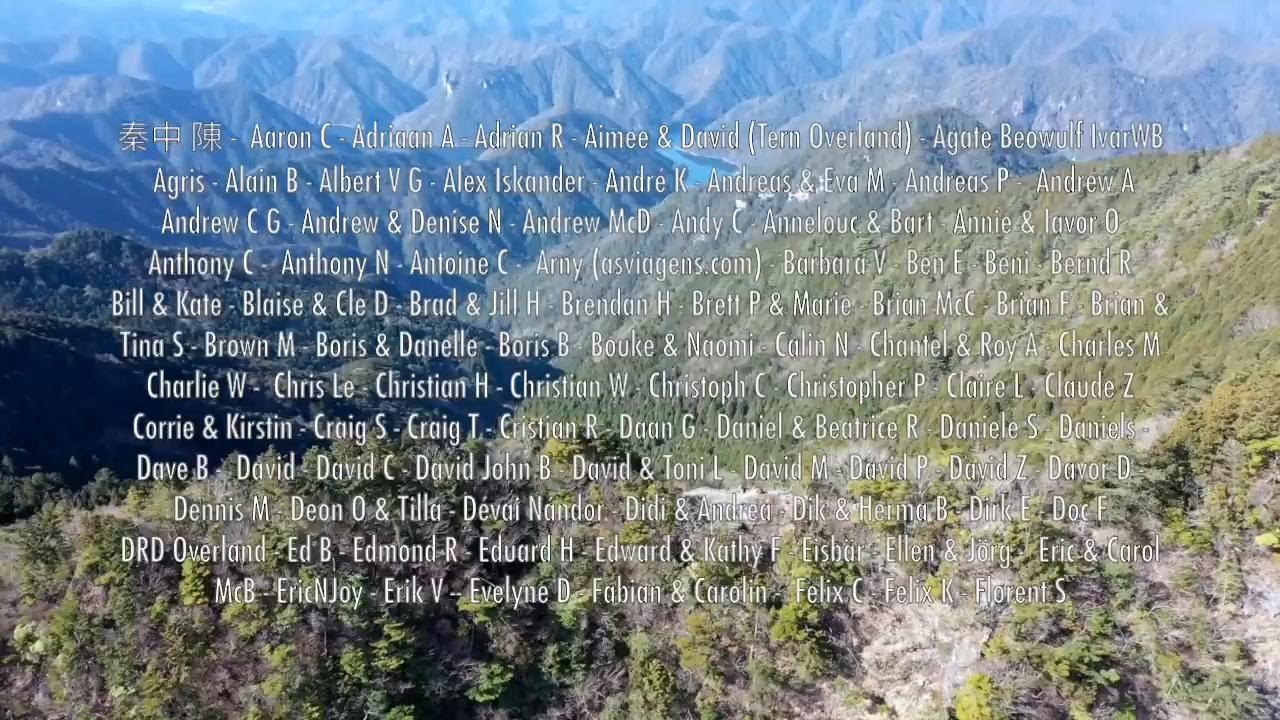 秦中 陳 - Aaron C - Adriaan A - Adrian R - Aimee & David (Tern Overland) - Agate Beowulf IvarWB
Agris - Alain B - Albert V G - Alex Iskander - André K - Andreas & Eva M - Andreas P - Andrew A
Andrew C G - Andrew & Denise N - Andrew McD - Andy C - Annelouc & Bart - Annie & Iavor O
Anthony C - Anthony N - Antoine C - Arny (asviagens.com) - Barbara V - Ben E - Beni - Bernd R
Bill & Kate - Blaise & Cle D - Brad & Jill H - Brendan H - Brett P & Marie - Brian McC - Brian F - Brian &
Tina S - Brown M - Boris & Danelle - Boris B - Bouke & Naomi - Calin N - Chantel & Roy A - Charles M
Charlie W - Chris Le - Christian H - Christian W - Christoph C - Christopher P - Claire L - Claude Z
Corrie & Kirstin - Craig S - Craig T - Cristian R - Daan G - Daniel & Beatrice R - Daniele S - Daniels -
Dave B - David - David C - David John B - David & Toni L - David M - David P - David Z - Davor D
Dennis M - Deon O & Tilla - Dévai Nandor - Didi & Andrea - Dik & Herma B - Dirk E - Doc F
DRD Overland - Ed B - Edmond R - Eduard H - Edward & Kathy F - Eisbär - Ellen & Jörg - Eric & Carol
McB - EricNJoy - Erik V -- Evelyne D - Fabian & Carolin - Felix C - Felix K - Florent S